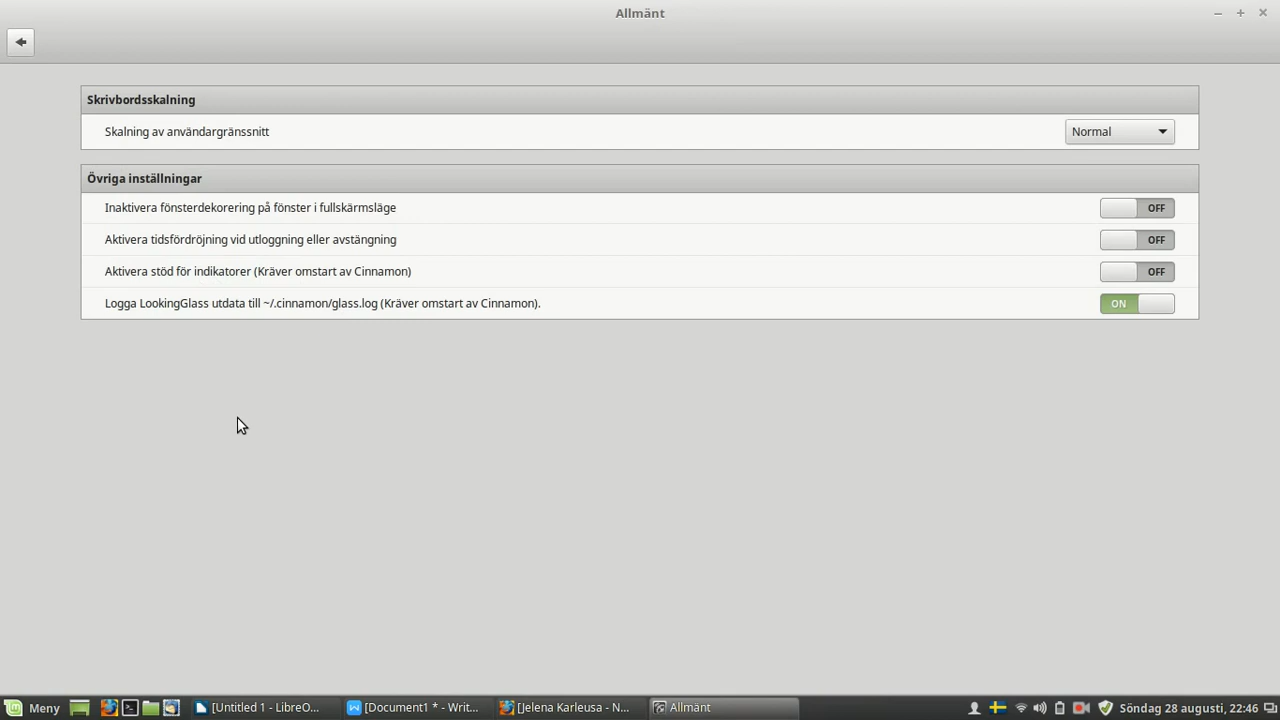 Allmänt
Skrivbordsskalning
Skalning av användargränssnitt Normal
Övriga inställningar
Inaktivera fönsterdekorering på fönster i fullskärmsläge OFF
Aktivera tidsfördröjning vid utloggning eller avstängning OFF
Aktivera stöd för indikatorer (Kräver omstart av Cinnamon) OFF
Logga LookingGlass utdata till ~/.cinnamon/glass.log (Kräver omstart av Cinnamon). ON
Meny [Untitled 1 - LibreO... [Document1 * - Writ... [Jelena Karleusa - N... Allmänt Söndag 28 augusti, 22:46